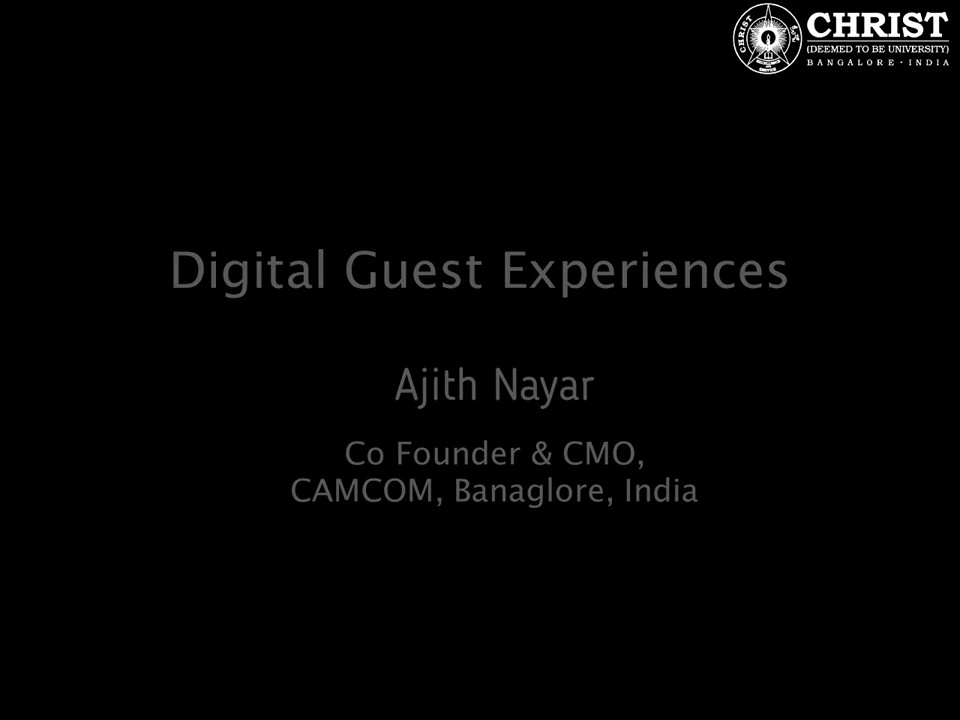 CHRIST
(DEEMED TO BE UNIVERSITY)
BANGALORE · INDIA
Digital Guest Experiences
Ajith Nayar
Co Founder & CMO,
CAMCOM, Banaglore, India